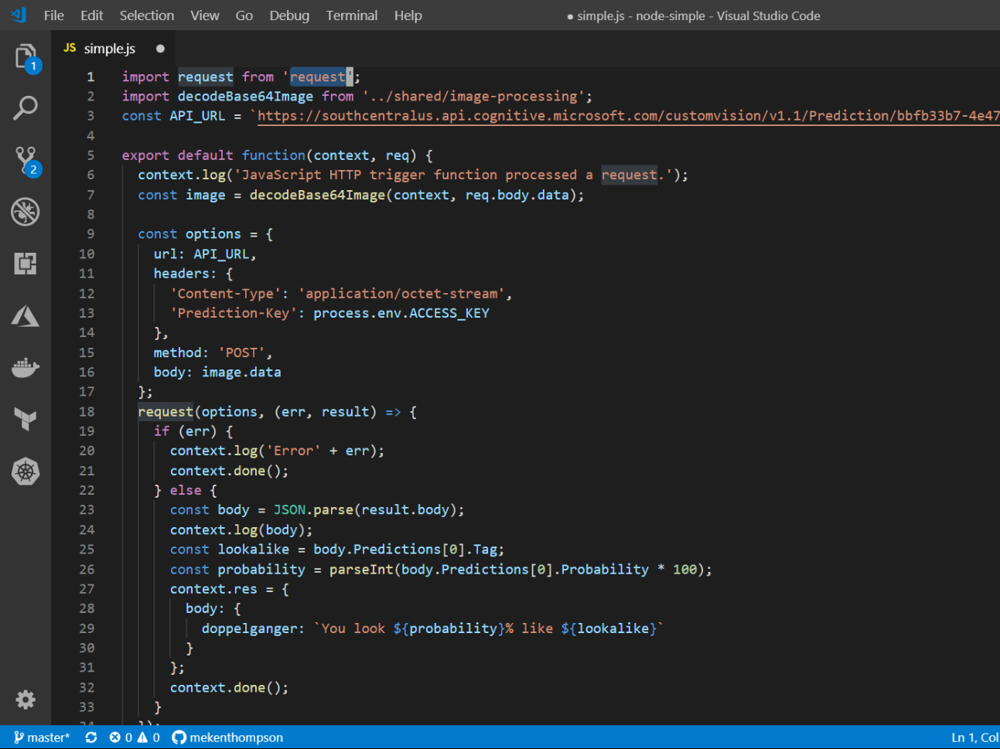 File Edit Selection View Go Debug Terminal Help
● simple.js - node-simple - Visual Studio Code
JS simple.js ●
1
2
1 import request from 'request';
2 import decodeBase64Image from '../shared/image-processing';
3 const API_URL = `https://southcentralus.api.cognitive.microsoft.com/customvision/v1.1/Prediction/bbfb33b7-4e47
4
5 export default function(context, req) {
6 context.log('JavaScript HTTP trigger function processed a request.');
7 const image = decodeBase64Image(context, req.body.data);
8
9 const options = {
10 url: API_URL,
11 headers: {
12 'Content-Type': 'application/octet-stream',
13 'Prediction-Key': process.env.ACCESS_KEY
14 },
15 method: 'POST',
16 body: image.data
17 };
18 request(options, (err, result) => {
19 if (err) {
20 context.log('Error' + err);
21 context.done();
22 } else {
23 const body = JSON.parse(result.body);
24 context.log(body);
25 const lookalike = body.Predictions[0].Tag;
26 const probability = parseInt(body.Predictions[0].Probability * 100);
27 context.res = {
28 body: {
29 doppelganger: `You look ${probability}% like ${lookalike}`
30 }
31 };
32 context.done();
33 }
master* 0 0 mekenthompson Ln 1, Col